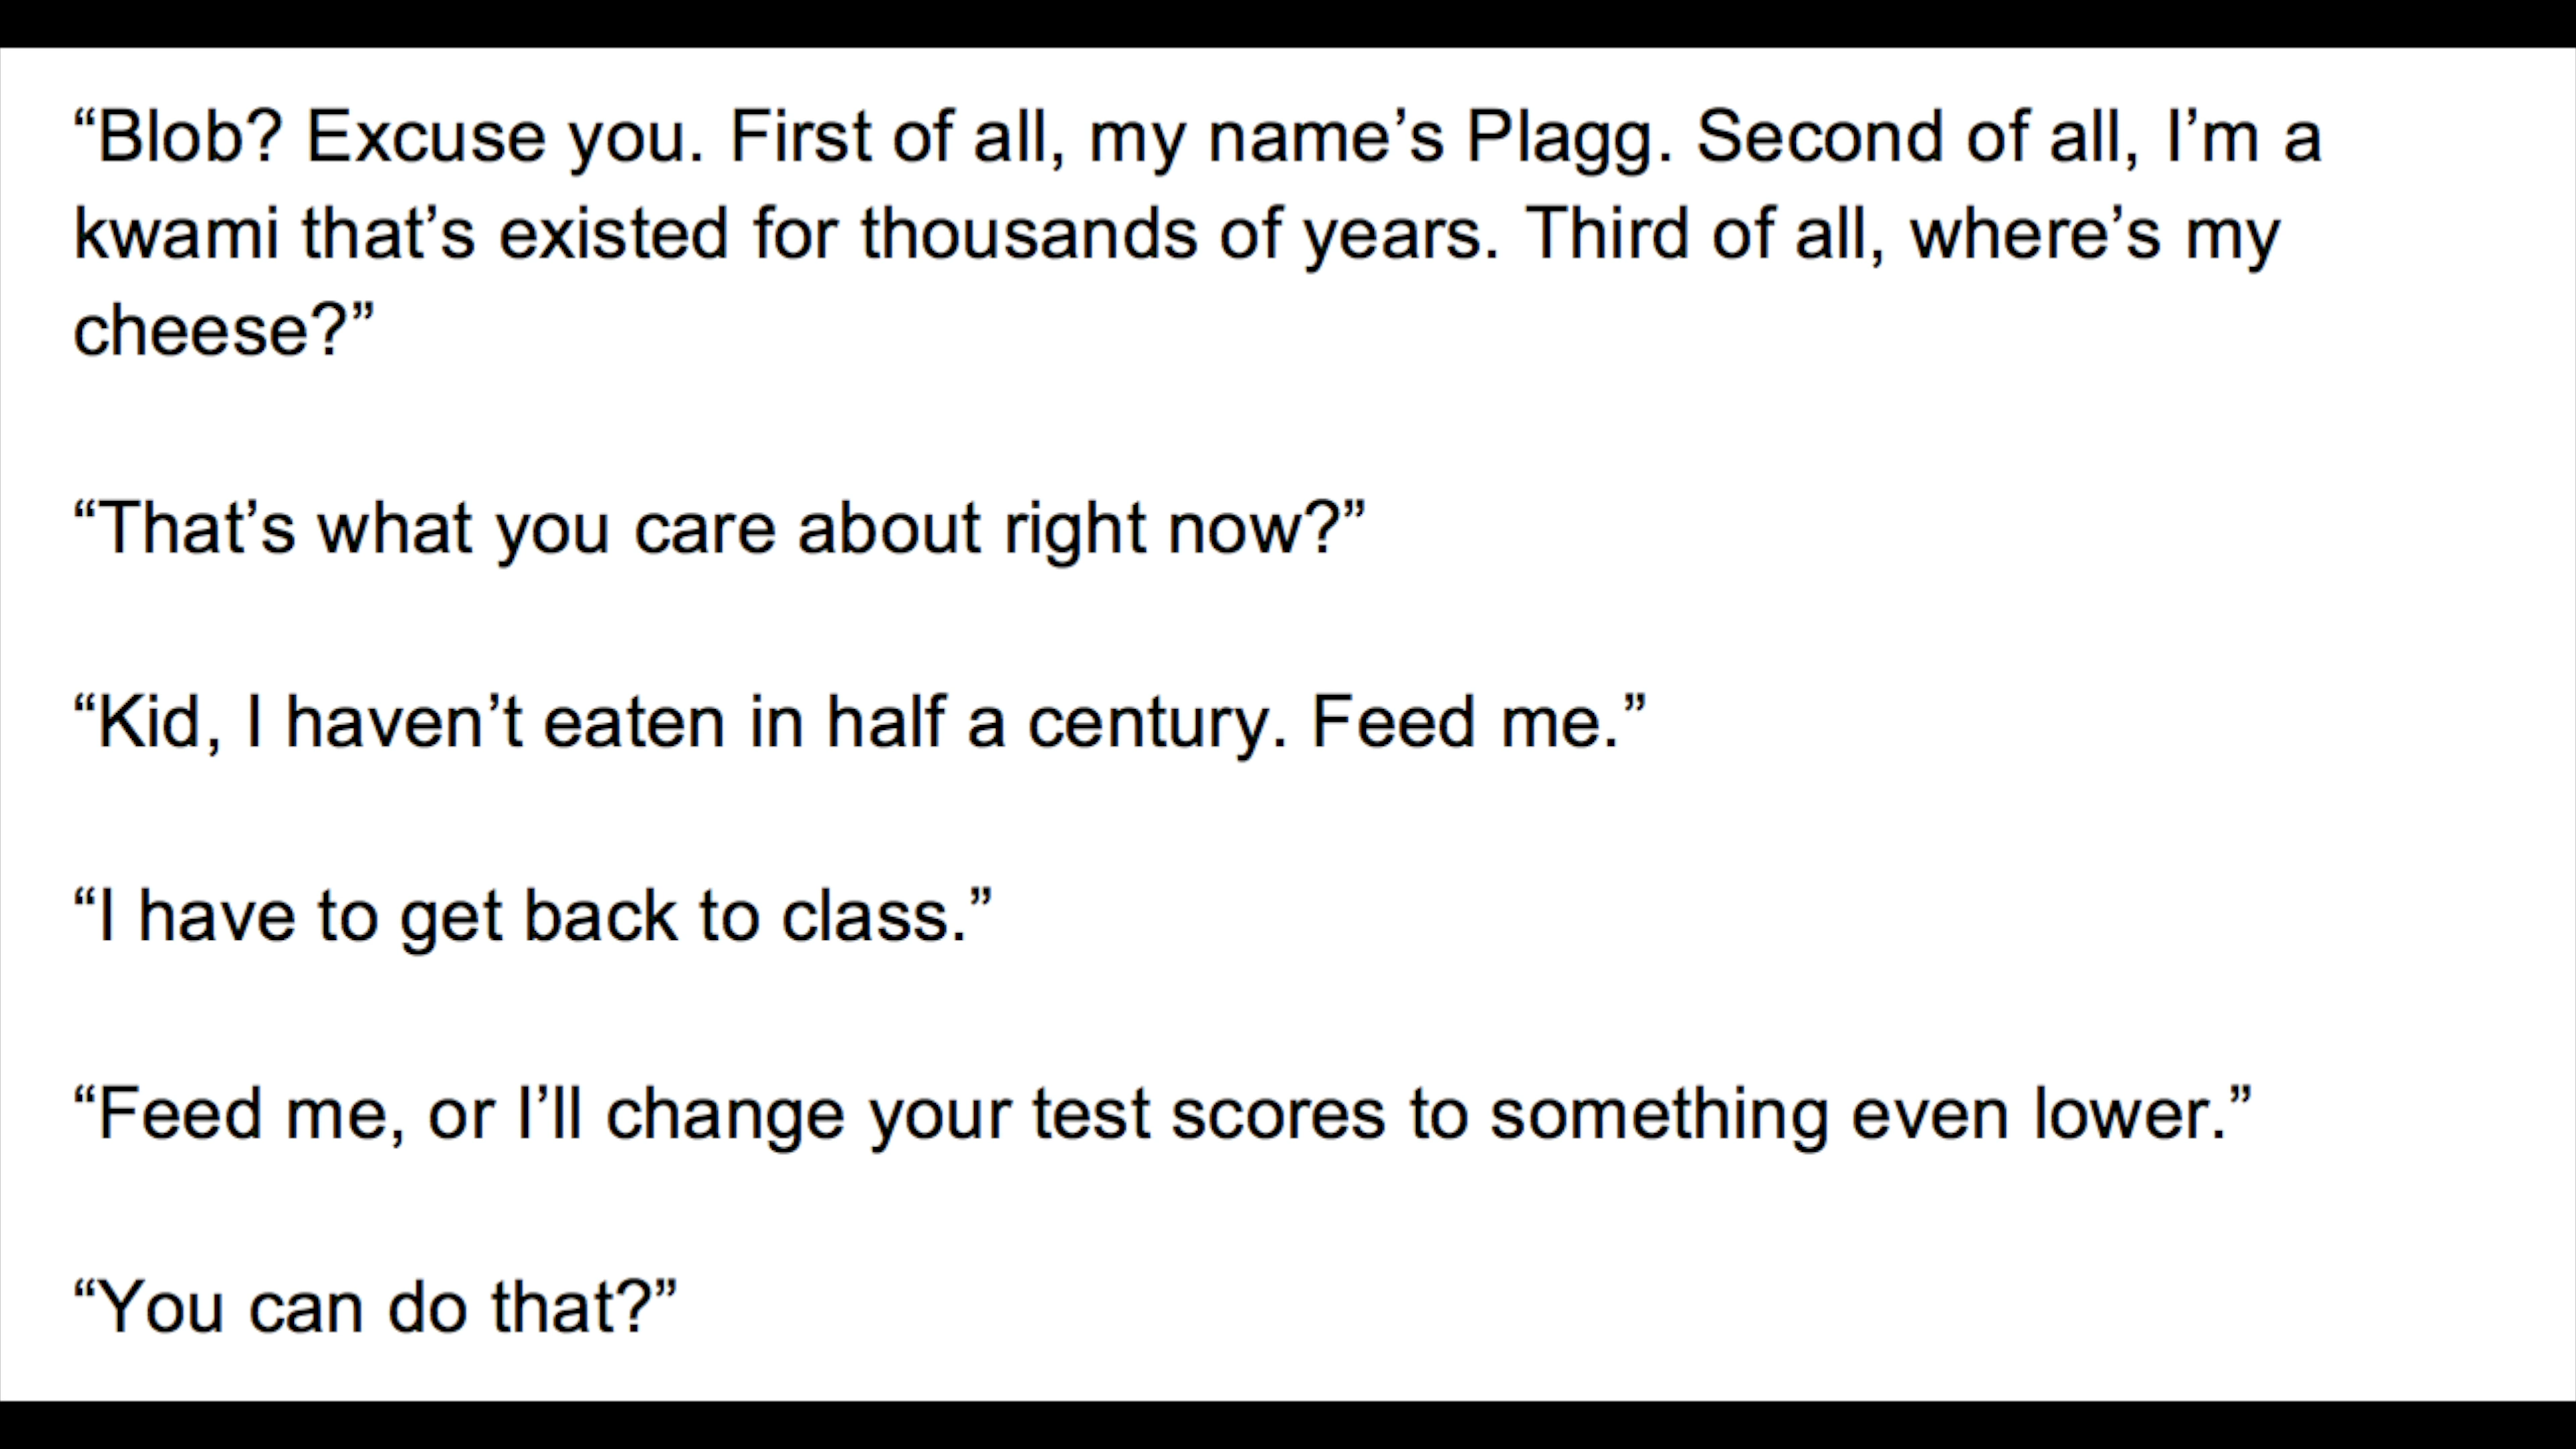 “Blob? Excuse you. First of all, my name’s Plagg. Second of all, I’m a
kwami that’s existed for thousands of years. Third of all, where’s my
cheese?”
“That’s what you care about right now?”
“Kid, I haven’t eaten in half a century. Feed me.”
“I have to get back to class.”
“Feed me, or I’ll change your test scores to something even lower.”
“You can do that?”